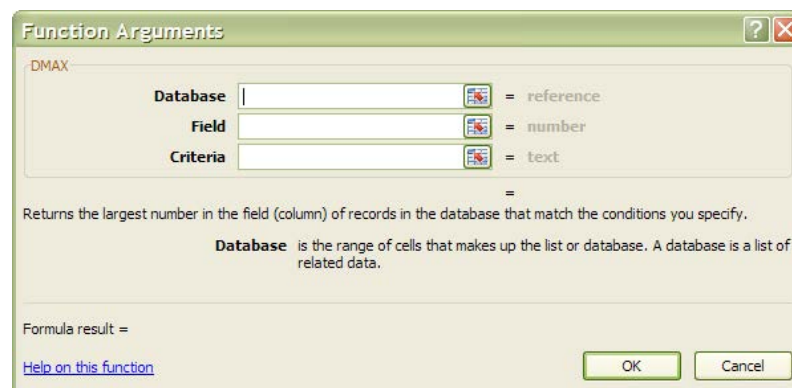 Function Arguments
DMAX
Database = reference
Field = number
Criteria = text
=
Returns the largest number in the field (column) of records in the database that match the conditions you specify.
Database is the range of cells that makes up the list or database. A database is a list of
related data.
Formula result =
Help on this function
OK Cancel